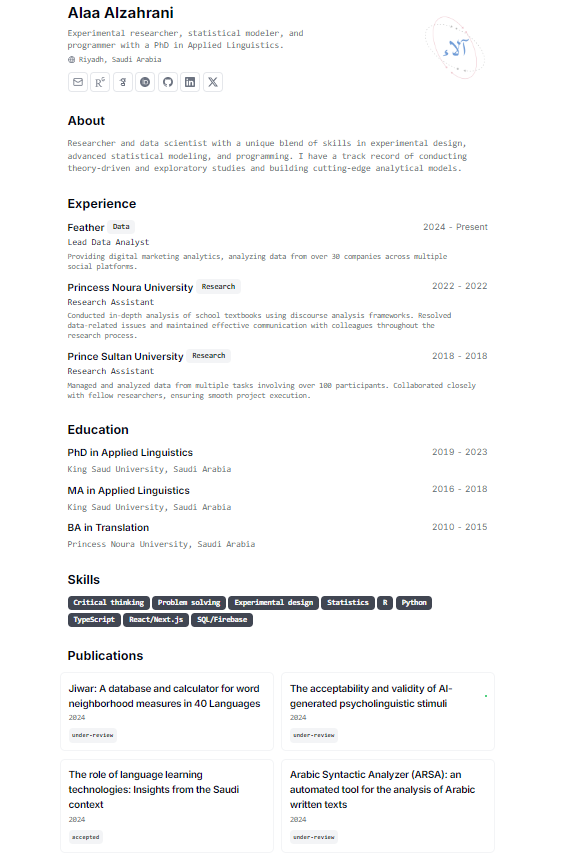 Alaa Alzahrani
آلاء
Experimental researcher, statistical modeler, and
programmer with a PhD in Applied Linguistics.
Riyadh, Saudi Arabia
About
Researcher and data scientist with a unique blend of skills in experimental design,
advanced statistical modeling, and programming. I have a track record of conducting
theory-driven and exploratory studies and building cutting-edge analytical models.
Experience
Feather Data 2024 - Present
Lead Data Analyst
Providing digital marketing analytics, analyzing data from over 30 companies across multiple
social platforms.
Princess Noura University Research 2022 - 2022
Research Assistant
Conducted in-depth analysis of school textbooks using discourse analysis frameworks. Resolved
data-related issues and maintained effective communication with colleagues throughout the
research process.
Prince Sultan University Research 2018 - 2018
Research Assistant
Managed and analyzed data from multiple tasks involving over 100 participants. Collaborated closely
with fellow researchers, ensuring smooth project execution.
Education
PhD in Applied Linguistics 2019 - 2023
King Saud University, Saudi Arabia
MA in Applied Linguistics 2016 - 2018
King Saud University, Saudi Arabia
BA in Translation 2010 - 2015
Princess Noura University, Saudi Arabia
Skills
Critical thinking Problem solving Experimental design Statistics R Python
TypeScript React/Next.js SQL/Firebase
Publications
Jiwar: A database and calculator for word
neighborhood measures in 40 Languages
2024
under-review
The acceptability and validity of AI-
generated psycholinguistic stimuli
2024
under-review
The role of language learning
technologies: Insights from the Saudi
context
2024
accepted
Arabic Syntactic Analyzer (ARSA): an
automated tool for the analysis of Arabic
written texts
2024
under-review